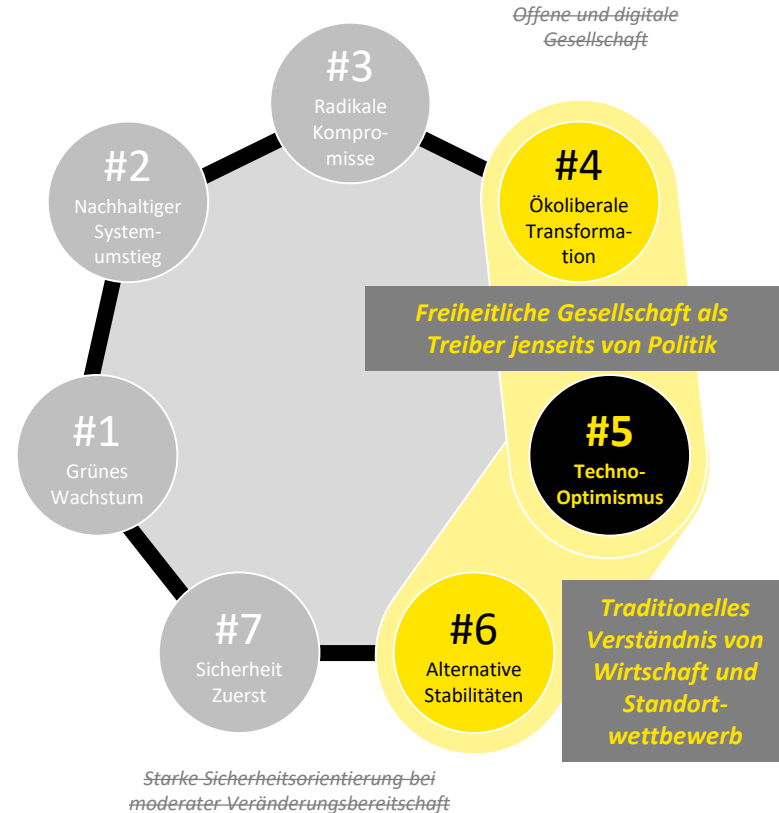 Offene und digitale
Gesellschaft
#3
Radikale
Kompro-
misse
#2
Nachhaltiger
System-
umstieg
#4
Ökoliberale
Transforma-
tion
Freiheitliche Gesellschaft als
Treiber jenseits von Politik
#1
Grünes
Wachstum
#5
Techno-
Optimismus
#7
Sicherheit
Zuerst
#6
Alternative
Stabilitäten
Traditionelles
Verständnis von
Wirtschaft und
Standort-
wettbewerb
Starke Sicherheitsorientierung bei
moderater Veränderungsbereitschaft